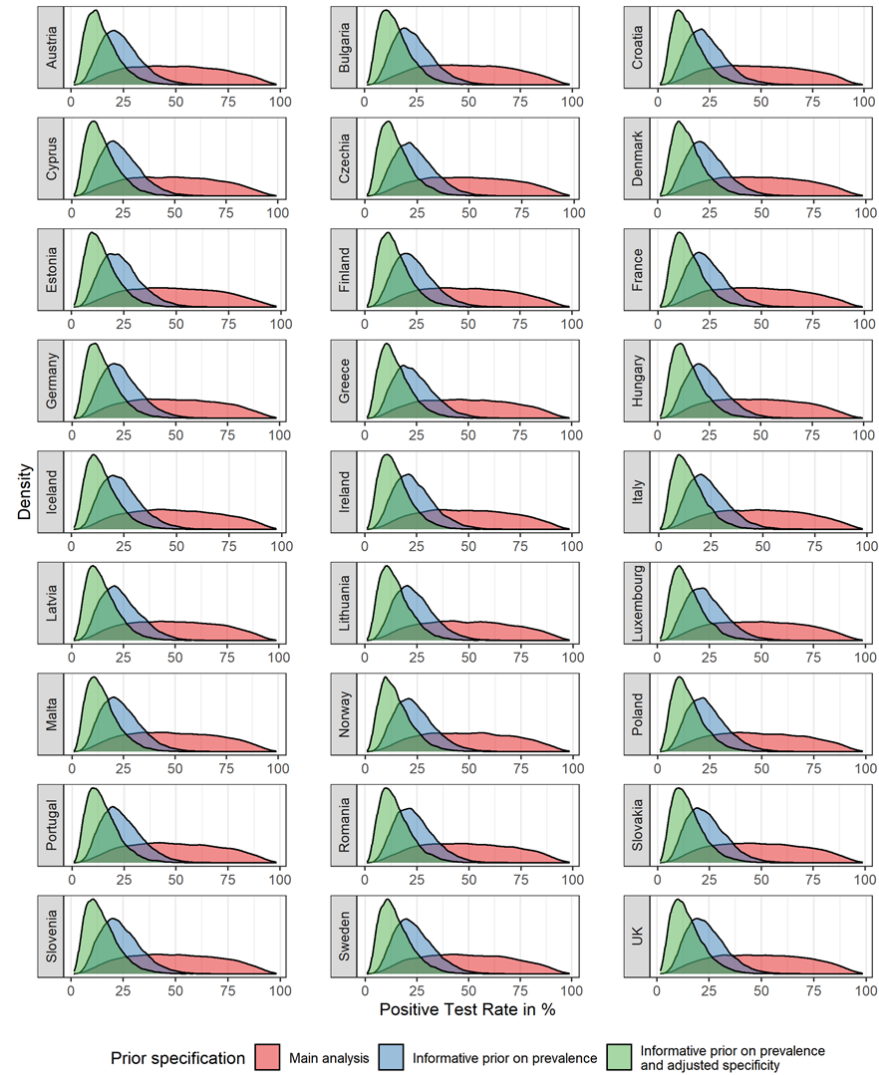 Austria
0 25 50 75 100
Bulgaria
0 25 50 75 100
Croatia
0 25 50 75 100
Cyprus
0 25 50 75 100
Czechia
0 25 50 75 100
Denmark
0 25 50 75 100
Estonia
0 25 50 75 100
Finland
0 25 50 75 100
France
0 25 50 75 100
Germany
0 25 50 75 100
Greece
0 25 50 75 100
Hungary
0 25 50 75 100
Density
Iceland
0 25 50 75 100
Ireland
0 25 50 75 100
Italy
0 25 50 75 100
Latvia
0 25 50 75 100
Lithuania
0 25 50 75 100
Luxembourg
0 25 50 75 100
Malta
0 25 50 75 100
Norway
0 25 50 75 100
Poland
0 25 50 75 100
Portugal
0 25 50 75 100
Romania
0 25 50 75 100
Slovakia
0 25 50 75 100
Slovenia
0 25 50 75 100
Sweden
0 25 50 75 100
UK
0 25 50 75 100
Positive Test Rate in %
Prior specification
Main analysis
Informative prior on prevalence
Informative prior on prevalence
and adjusted specificity